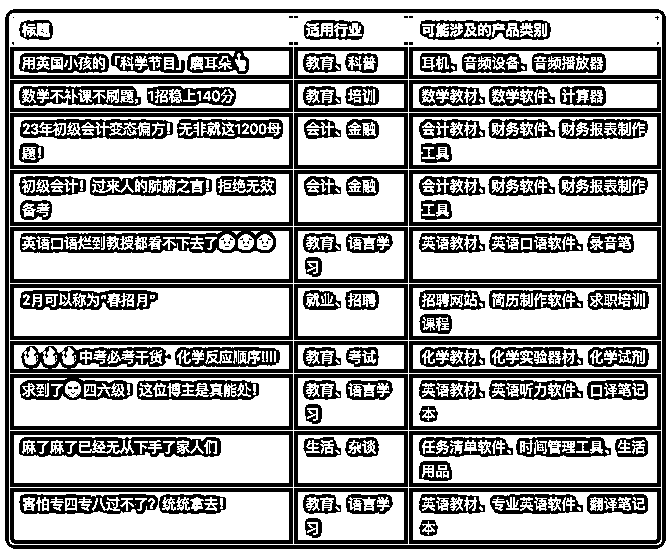 标题
适用行业
可能涉及的产品类别
用英国小孩的「科学节目」磨耳朵👆
教育、科普
耳机、音频设备、音频播放器
数学不补课不刷题，1招稳上140分
教育、培训
数学教材、数学软件、计算器
23年初级会计变态偏方！无非就这1200母
题！
会计、金融
会计教材、财务软件、财务报表制作
工具
初级会计！过来人的肺腑之言！拒绝无效
备考
会计、金融
会计教材、财务软件、财务报表制作
工具
英语口语烂到教授都看不下去了
教育、语言学
习
英语教材、英语口语软件、录音笔
2月可以称为"春招月"
就业、招聘
招聘网站、简历制作软件、求职培训
课程
🔥🔥🔥中考必考干货·化学反应顺序!!!!
教育、考试
化学教材、化学实验器材、化学试剂
求到了四六级！这位博主是真能处！
教育、语言学
习
英语教材、英语听力软件、口译笔记
本
麻了麻了已经无从下手了家人们
生活、杂谈
任务清单软件、时间管理工具、生活
用品
害怕专四专八过不了？统统拿去！
教育、语言学
习
英语教材、专业英语软件、翻译笔记
本